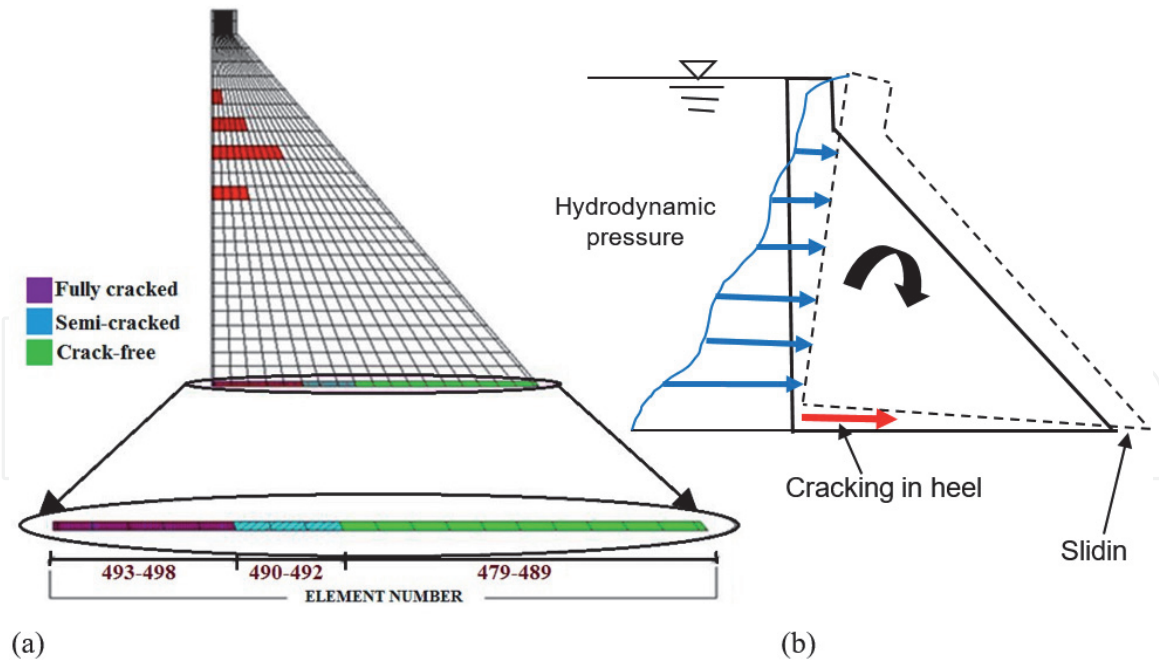 Fully cracked
Semi-cracked
Crack-free
493-498
490-492
479-489
ELEMENT NUMBER
(a)
Hydrodynamic
pressure
Cracking in heel
Slidin
(b)